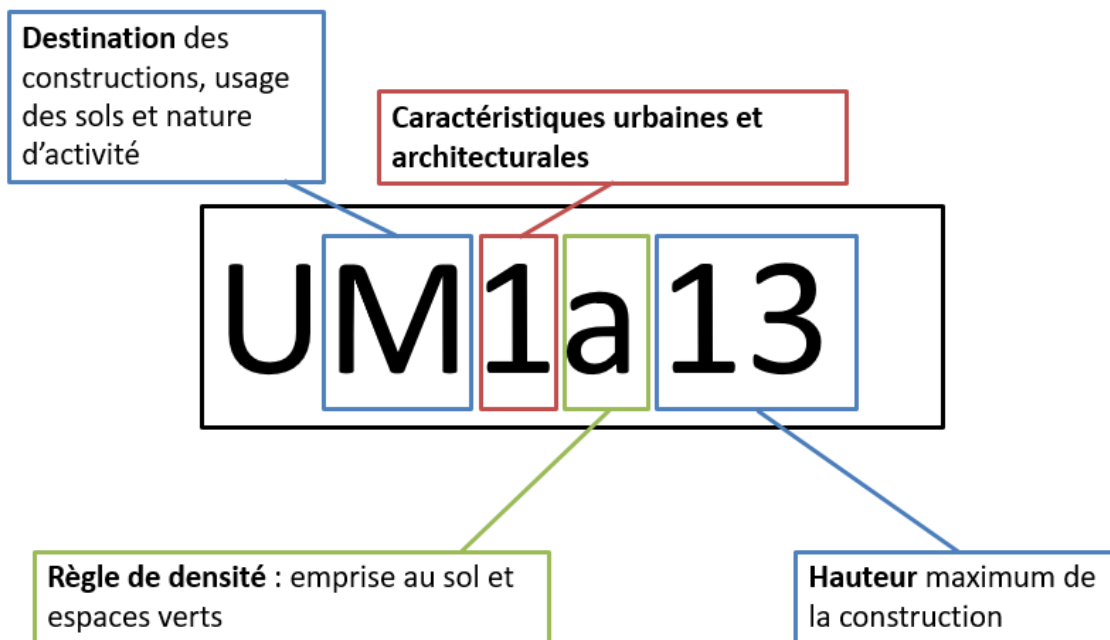 Destination des
constructions, usage
des sols et nature
d’activité
Caractéristiques urbaines et
architecturales
UM1a13
Règle de densité : emprise au sol et
espaces verts
Hauteur maximum de
la construction